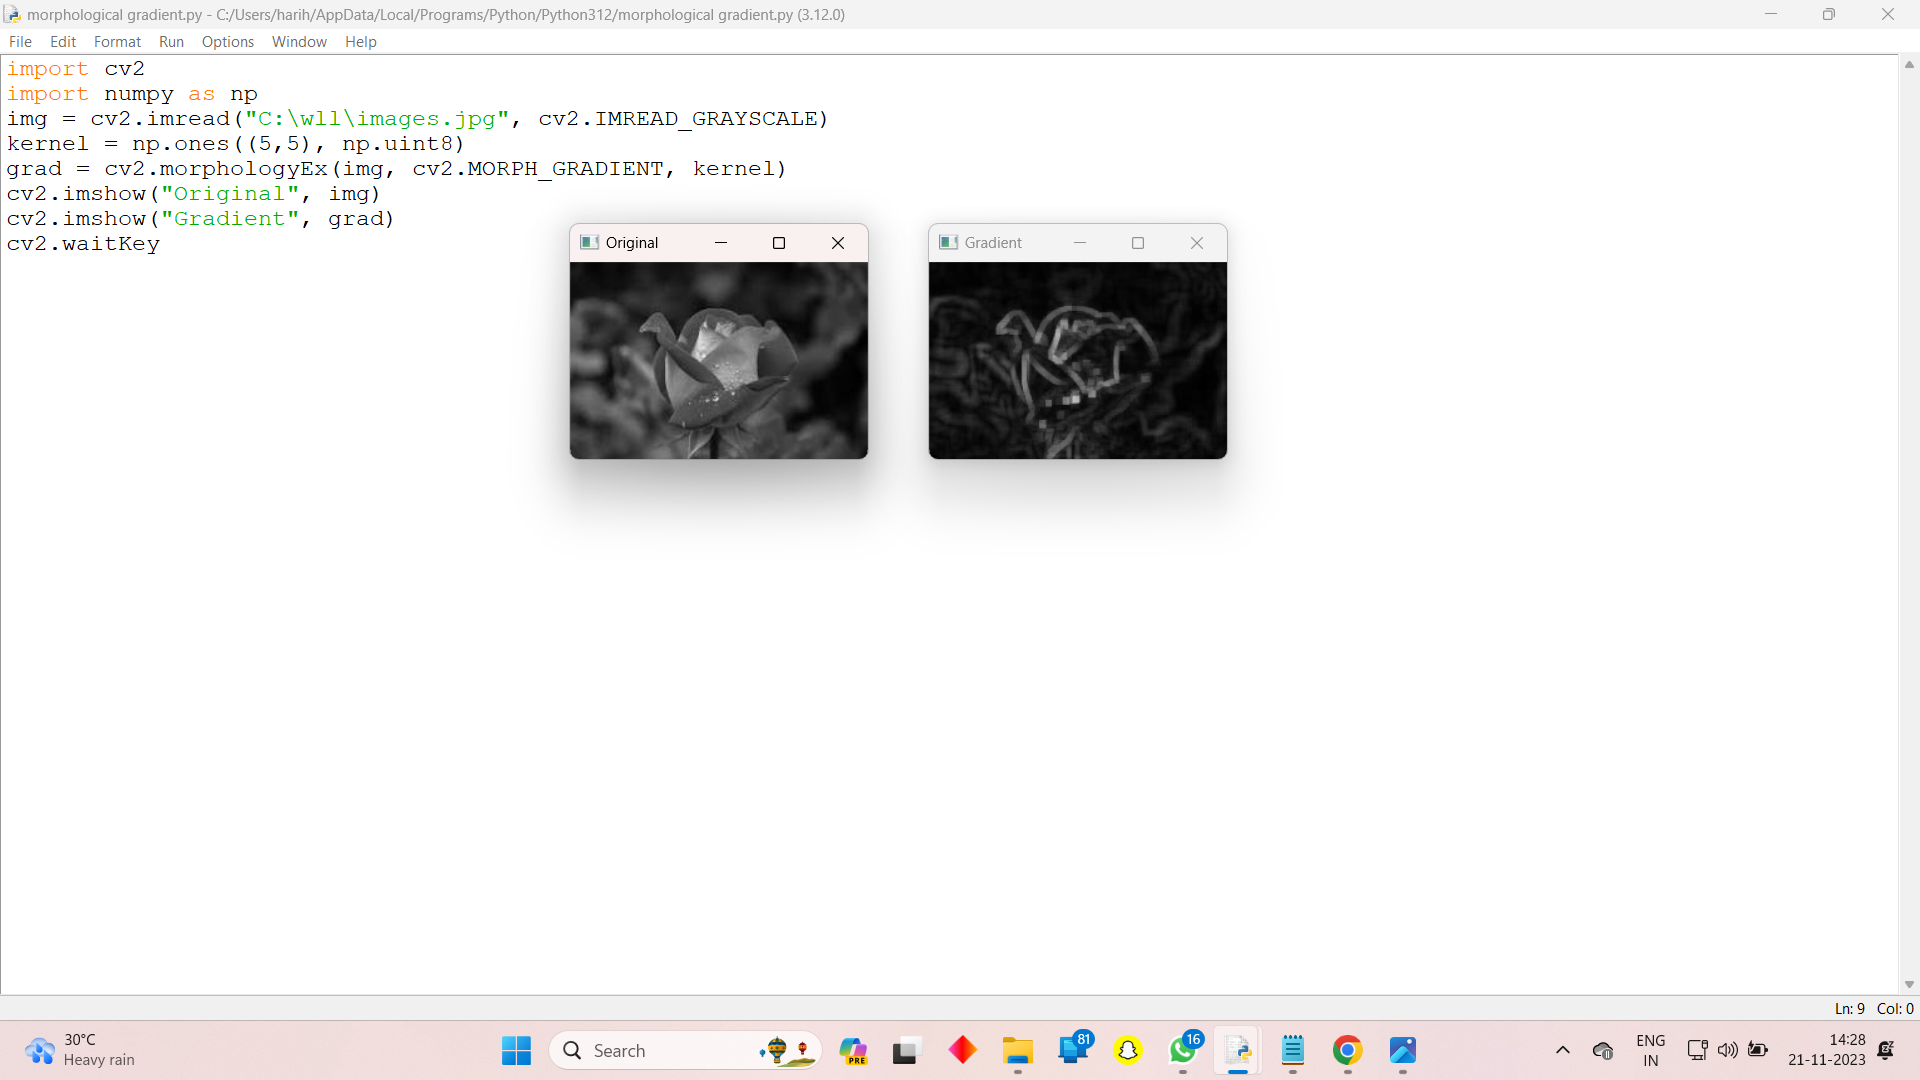 morphological gradient.py - C:/Users/harih/AppData/Local/Programs/Python/Python312/morphological gradient.py (3.12.0)
File Edit Format Run Options Window Help
import cv2
import numpy as np
img = cv2.imread("C:\wll\images.jpg", cv2.IMREAD_GRAYSCALE)
kernel = np.ones((5,5), np.uint8)
grad = cv2.morphologyEx(img, cv2.MORPH_GRADIENT, kernel)
cv2.imshow("Original", img)
cv2.imshow("Gradient", grad)
cv2.waitKey
Original
Gradient
Ln: 9 Col: 0
30°C
Heavy rain
Search
PRE
81
16
ENG
IN
14:28
21-11-2023